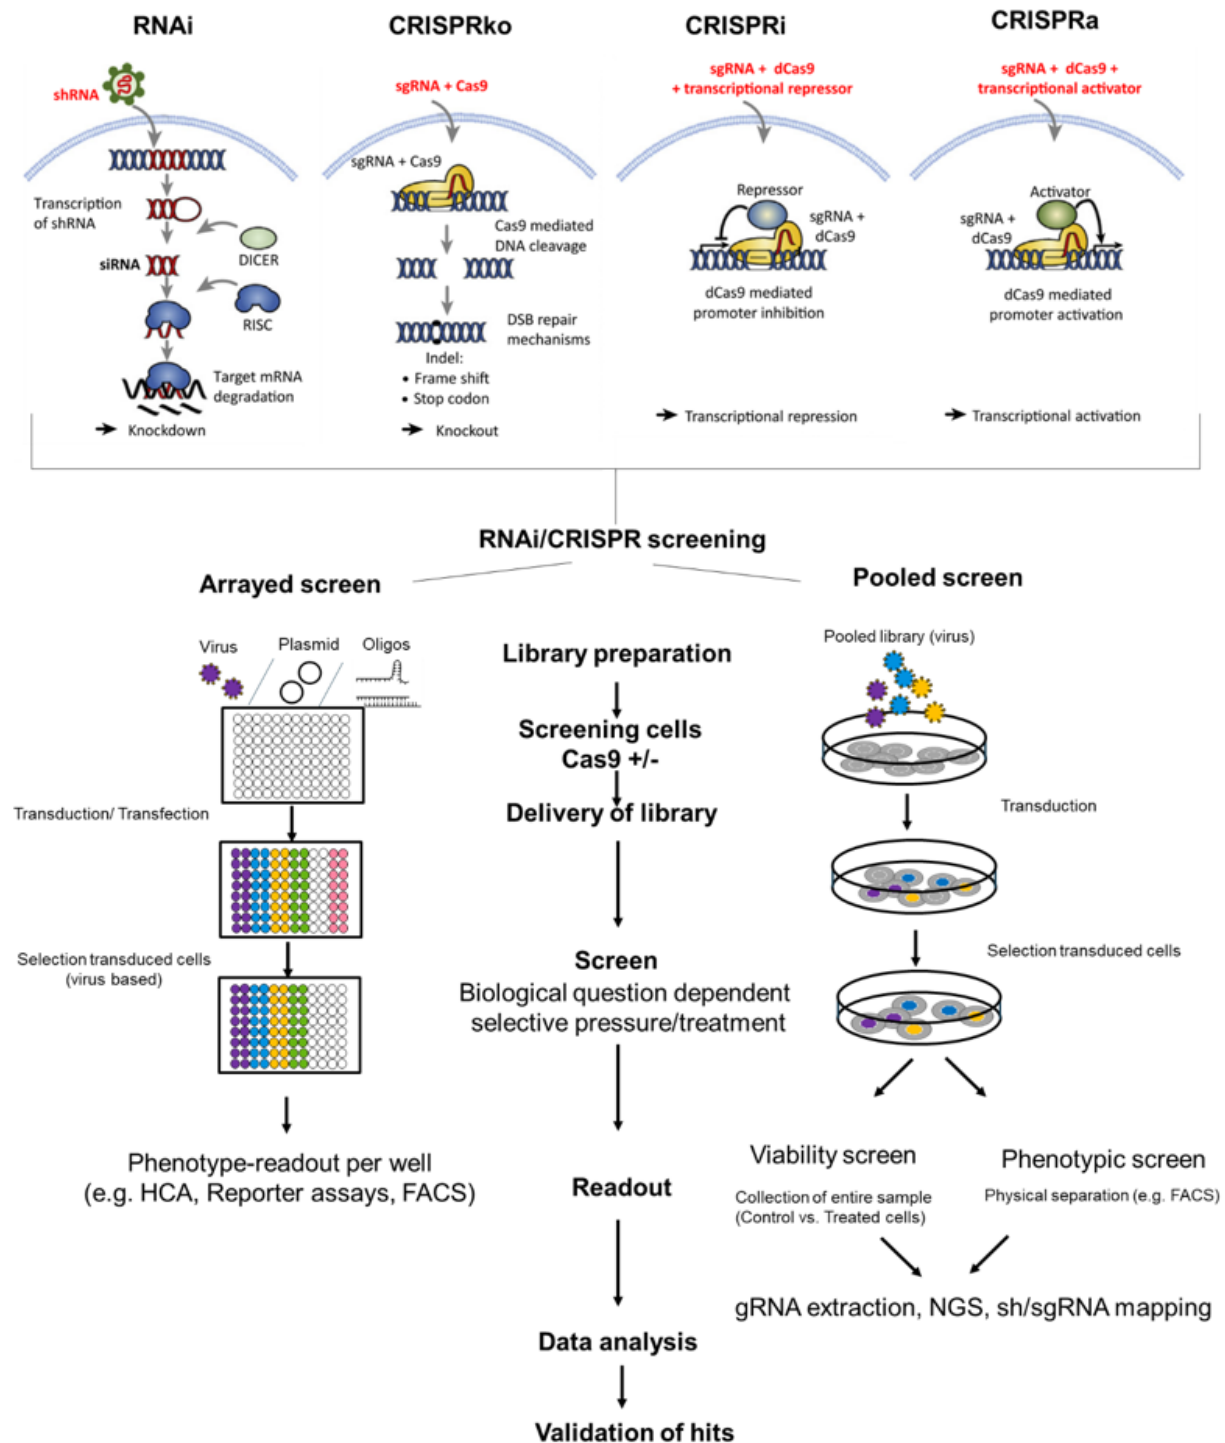 RNAi
shRNA
Transcription
of shRNA
siRNA
DICER
RISC
Target mRNA
degradation
Knockdown
CRISPRko
sgRNA + Cas9
sgRNA + Cas9
Cas9 mediated
DNA cleavage
DSB repair
mechanisms
Indel:
• Frame shift
• Stop codon
Knockout
CRISPRi
sgRNA + dCas9
+ transcriptional repressor
Repressor
sgRNA +
dCas9
dCas9 mediated
promoter inhibition
Transcriptional repression
CRISPRa
sgRNA + dCas9 +
transcriptional activator
Activator
sgRNA +
dCas9
dCas9 mediated
promoter activation
Transcriptional activation
RNAi/CRISPR screening
Arrayed screen
Virus
Plasmid
Oligos
Transduction/ Transfection
Selection transduced cells
(virus based)
Phenotype-readout per well
(e.g. HCA, Reporter assays, FACS)
Library preparation
Screening cells
Cas9 +/-
Delivery of library
Screen
Biological question dependent
selective pressure/treatment
Readout
Data analysis
Validation of hits
Pooled screen
Pooled library (virus)
Transduction
Selection transduced cells
Viability screen
Collection of entire sample
(Control vs. Treated cells)
Phenotypic screen
Physical separation (e.g. FACS)
gRNA extraction, NGS, sh/sgRNA mapping